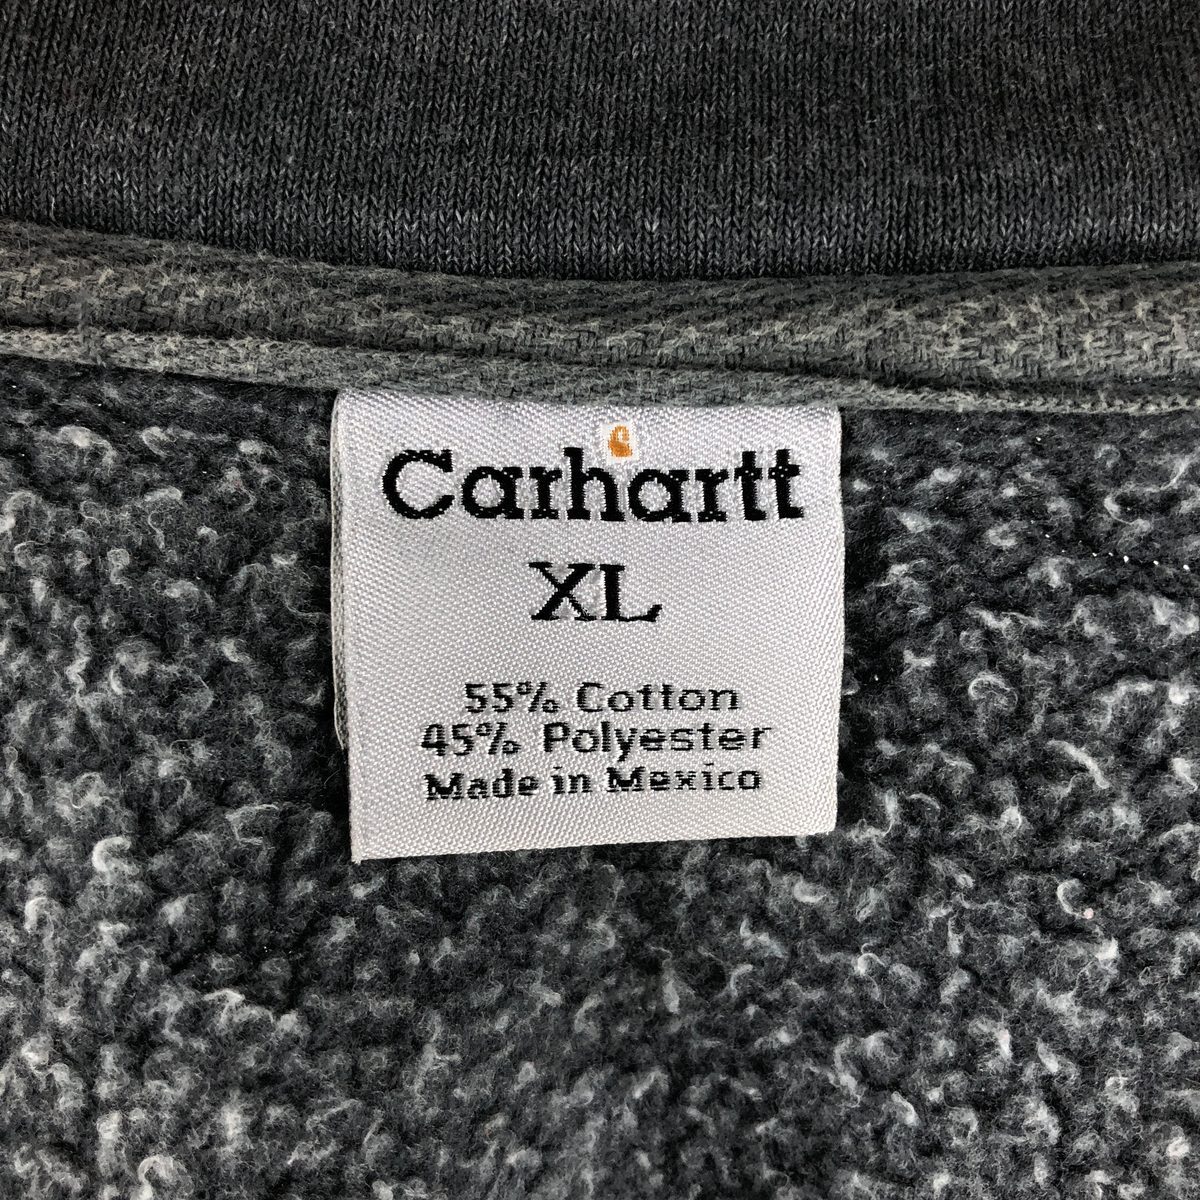 Carhartt
XL
55% Cotton
45% Polyester
Made in Mexico